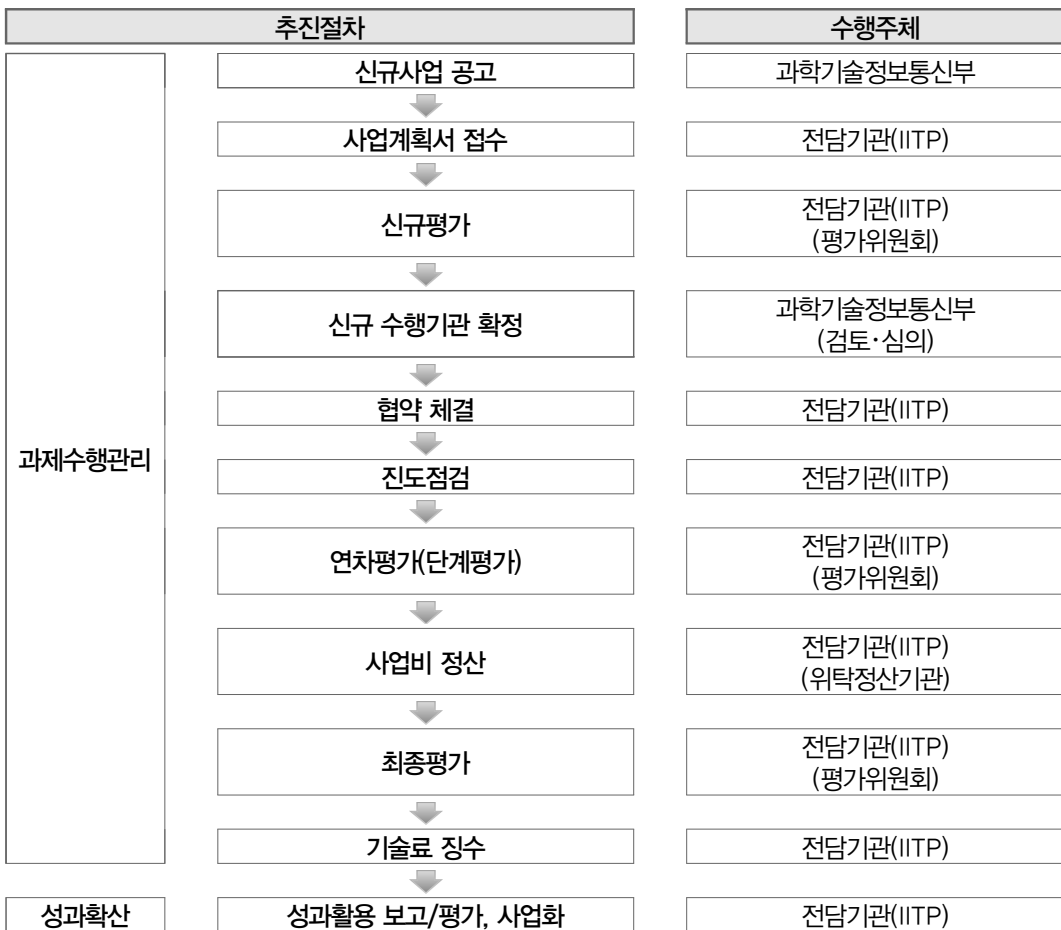 추진절차 수행주체
신규사업 공고 과학기술정보통신부
사업계획서 접수 전담기관(IITP)
신규평가 전담기관(IITP)
(평가위원회)
신규 수행기관 확정 과학기술정보통신부
(검토·심의)
협약 체결 전담기관(IITP)
과제수행관리
진도점검 전담기관(IITP)
연차평가(단계평가) 전담기관(IITP)
(평가위원회)
사업비 정산 전담기관(IITP)
(위탁정산기관)
최종평가 전담기관(IITP)
(평가위원회)
기술료 징수 전담기관(IITP)
성과확산 성과활용 보고/평가, 사업화 전담기관(IITP)